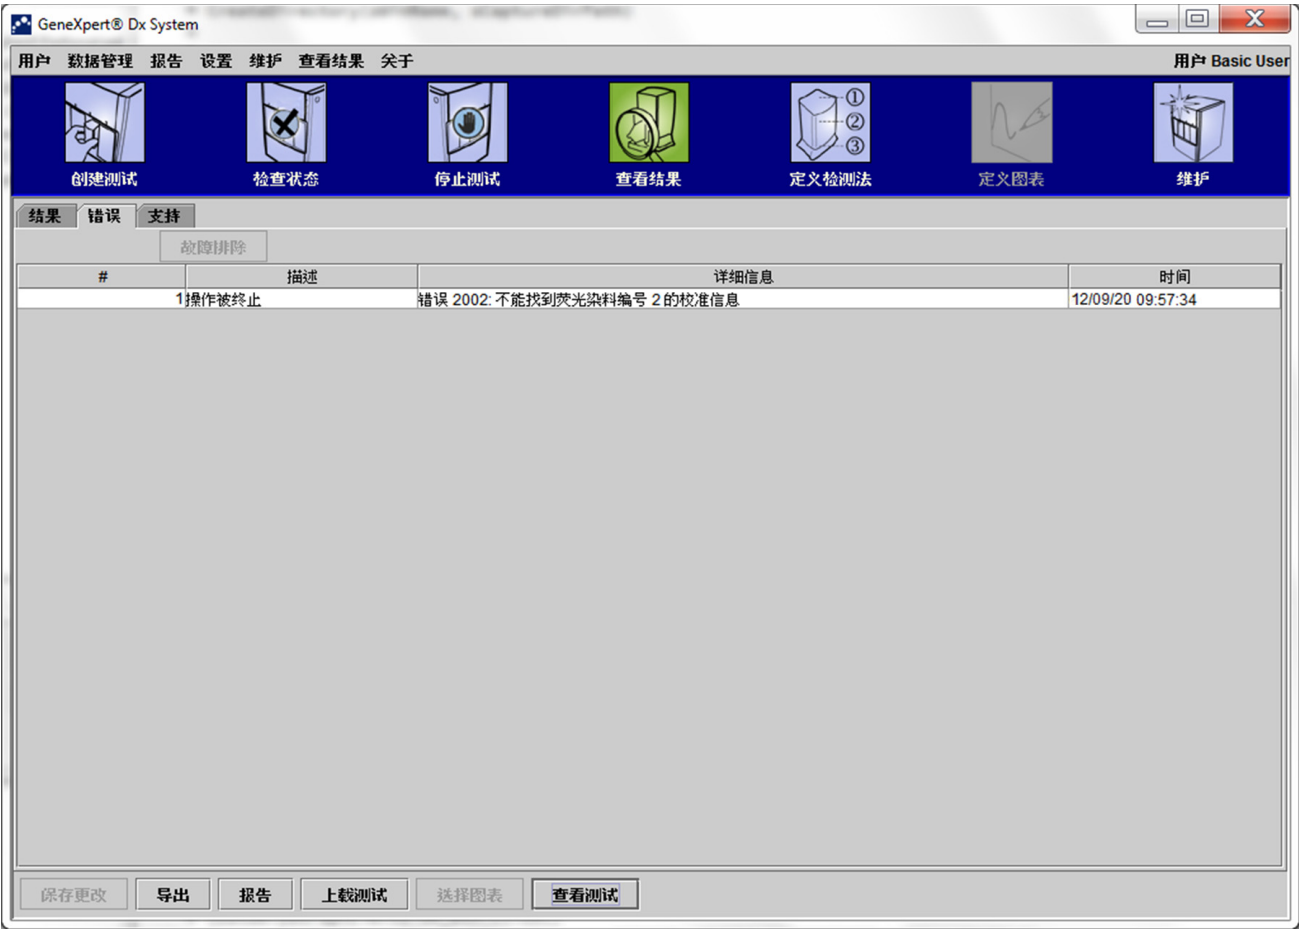 GeneXpert® Dx System
用户 数据管理 报告 设置 维护 查看结果 关于 用户 Basic User
① ② ③
创建测试 检查状态 停止测试 查看结果 定义检测法 定义图表 维护
结果 错误 支持
故障排除
# 描述 详细信息 时间
1 操作被终止 错误 2002: 不能找到荧光染料编号 2 的校准信息 12/09/20 09:57:34
保存更改 导出 报告 上载测试 选择图表 查看测试